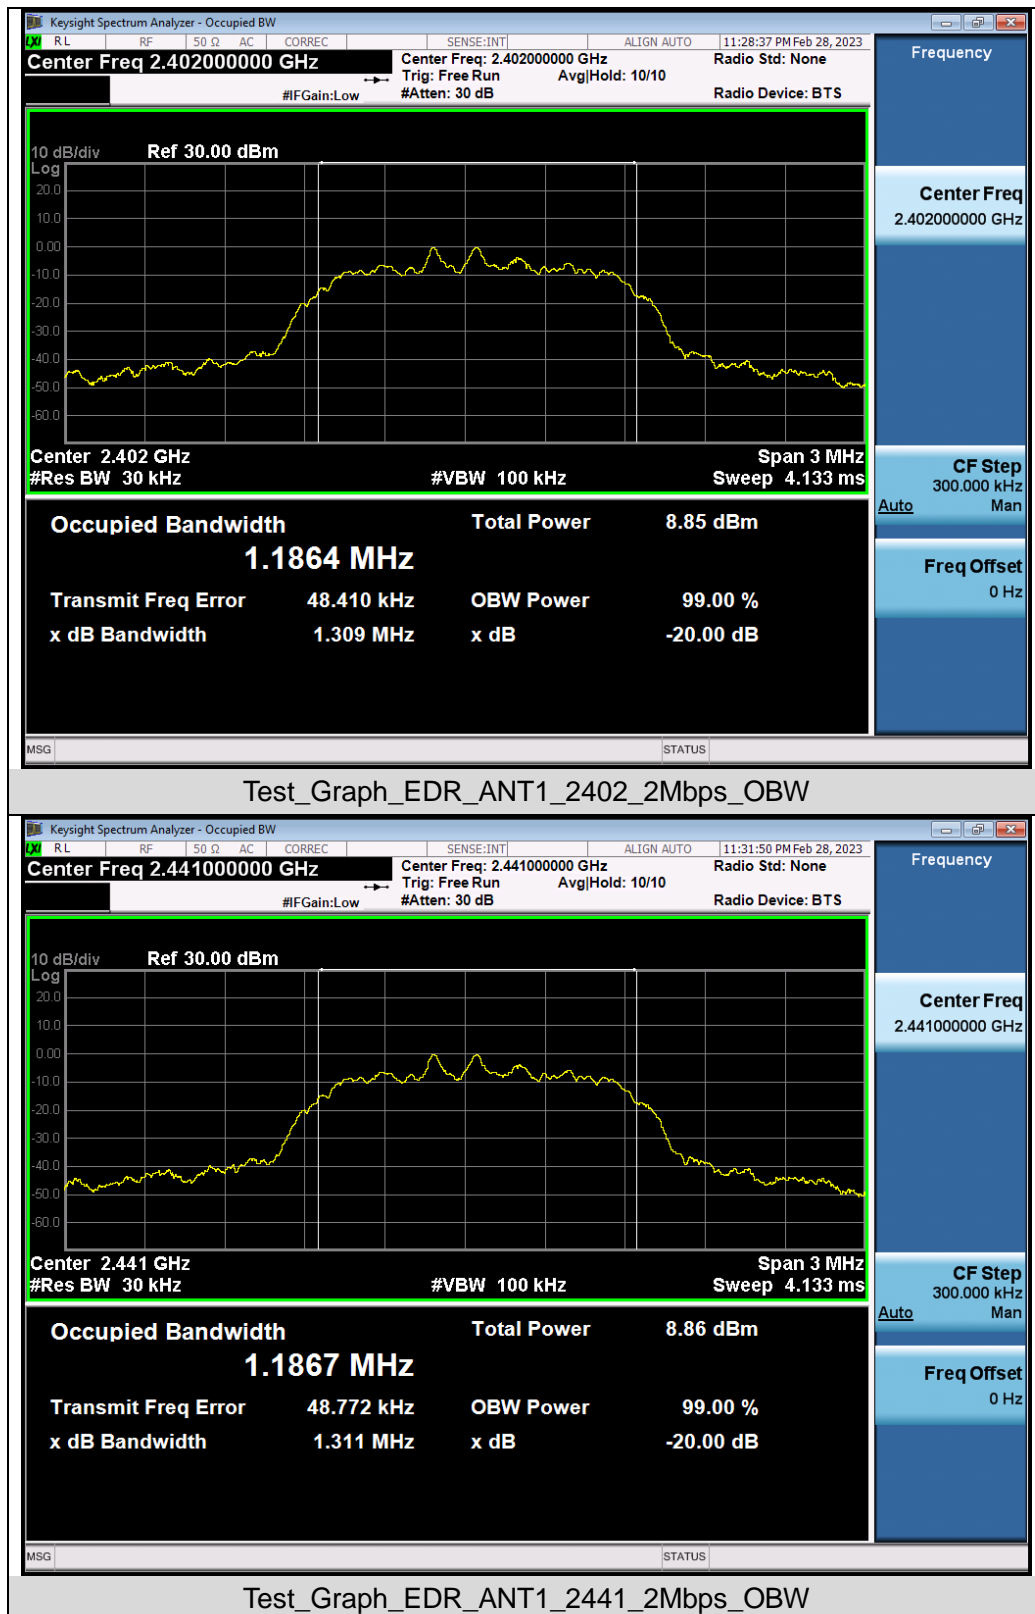 Keysight Spectrum Analyzer - Occupied BW
LXI RL RF 50 Ω AC CORREC SENSE:INT ALIGN AUTO 11:28:37 PM Feb 28, 2023
Center Freq 2.402000000 GHz
Center Freq: 2.402000000 GHz Radio Std: None
Trig: Free Run Avg|Hold: 10/10
#IFGain:Low #Atten: 30 dB Radio Device: BTS
Frequency
10 dB/div Ref 30.00 dBm
Log
20.0
10.0
0.00
-10.0
-20.0
-30.0
-40.0
-50.0
-60.0
Center 2.402 GHz Span 3 MHz
#Res BW 30 kHz #VBW 100 kHz Sweep 4.133 ms
Center Freq
2.402000000 GHz
CF Step
300.000 kHz
Auto Man
Freq Offset
0 Hz
Occupied Bandwidth Total Power 8.85 dBm
1.1864 MHz
Transmit Freq Error 48.410 kHz OBW Power 99.00 %
x dB Bandwidth 1.309 MHz x dB -20.00 dB
MSG STATUS
Test_Graph_EDR_ANT1_2402_2Mbps_OBW
Keysight Spectrum Analyzer - Occupied BW
LXI RL RF 50 Ω AC CORREC SENSE:INT ALIGN AUTO 11:31:50 PM Feb 28, 2023
Center Freq 2.441000000 GHz
Center Freq: 2.441000000 GHz Radio Std: None
Trig: Free Run Avg|Hold: 10/10
#IFGain:Low #Atten: 30 dB Radio Device: BTS
Frequency
10 dB/div Ref 30.00 dBm
Log
20.0
10.0
0.00
-10.0
-20.0
-30.0
-40.0
-50.0
-60.0
Center 2.441 GHz Span 3 MHz
#Res BW 30 kHz #VBW 100 kHz Sweep 4.133 ms
Center Freq
2.441000000 GHz
CF Step
300.000 kHz
Auto Man
Freq Offset
0 Hz
Occupied Bandwidth Total Power 8.86 dBm
1.1867 MHz
Transmit Freq Error 48.772 kHz OBW Power 99.00 %
x dB Bandwidth 1.311 MHz x dB -20.00 dB
MSG STATUS
Test_Graph_EDR_ANT1_2441_2Mbps_OBW